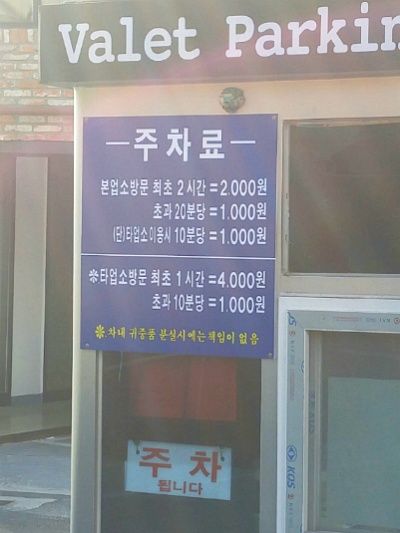 Valet Parkin
주차료
본업소방문 최초 2시간 = 2.000원
초과 20분당 = 1.000원
(단)타업소이용시 10분당 = 1.000원
※타업소방문 최초 1시간 = 4.000원
초과 10분당 = 1.000원
※.차내 귀중품 분실시에는책임이 없음
주 차
됩니다
KCC